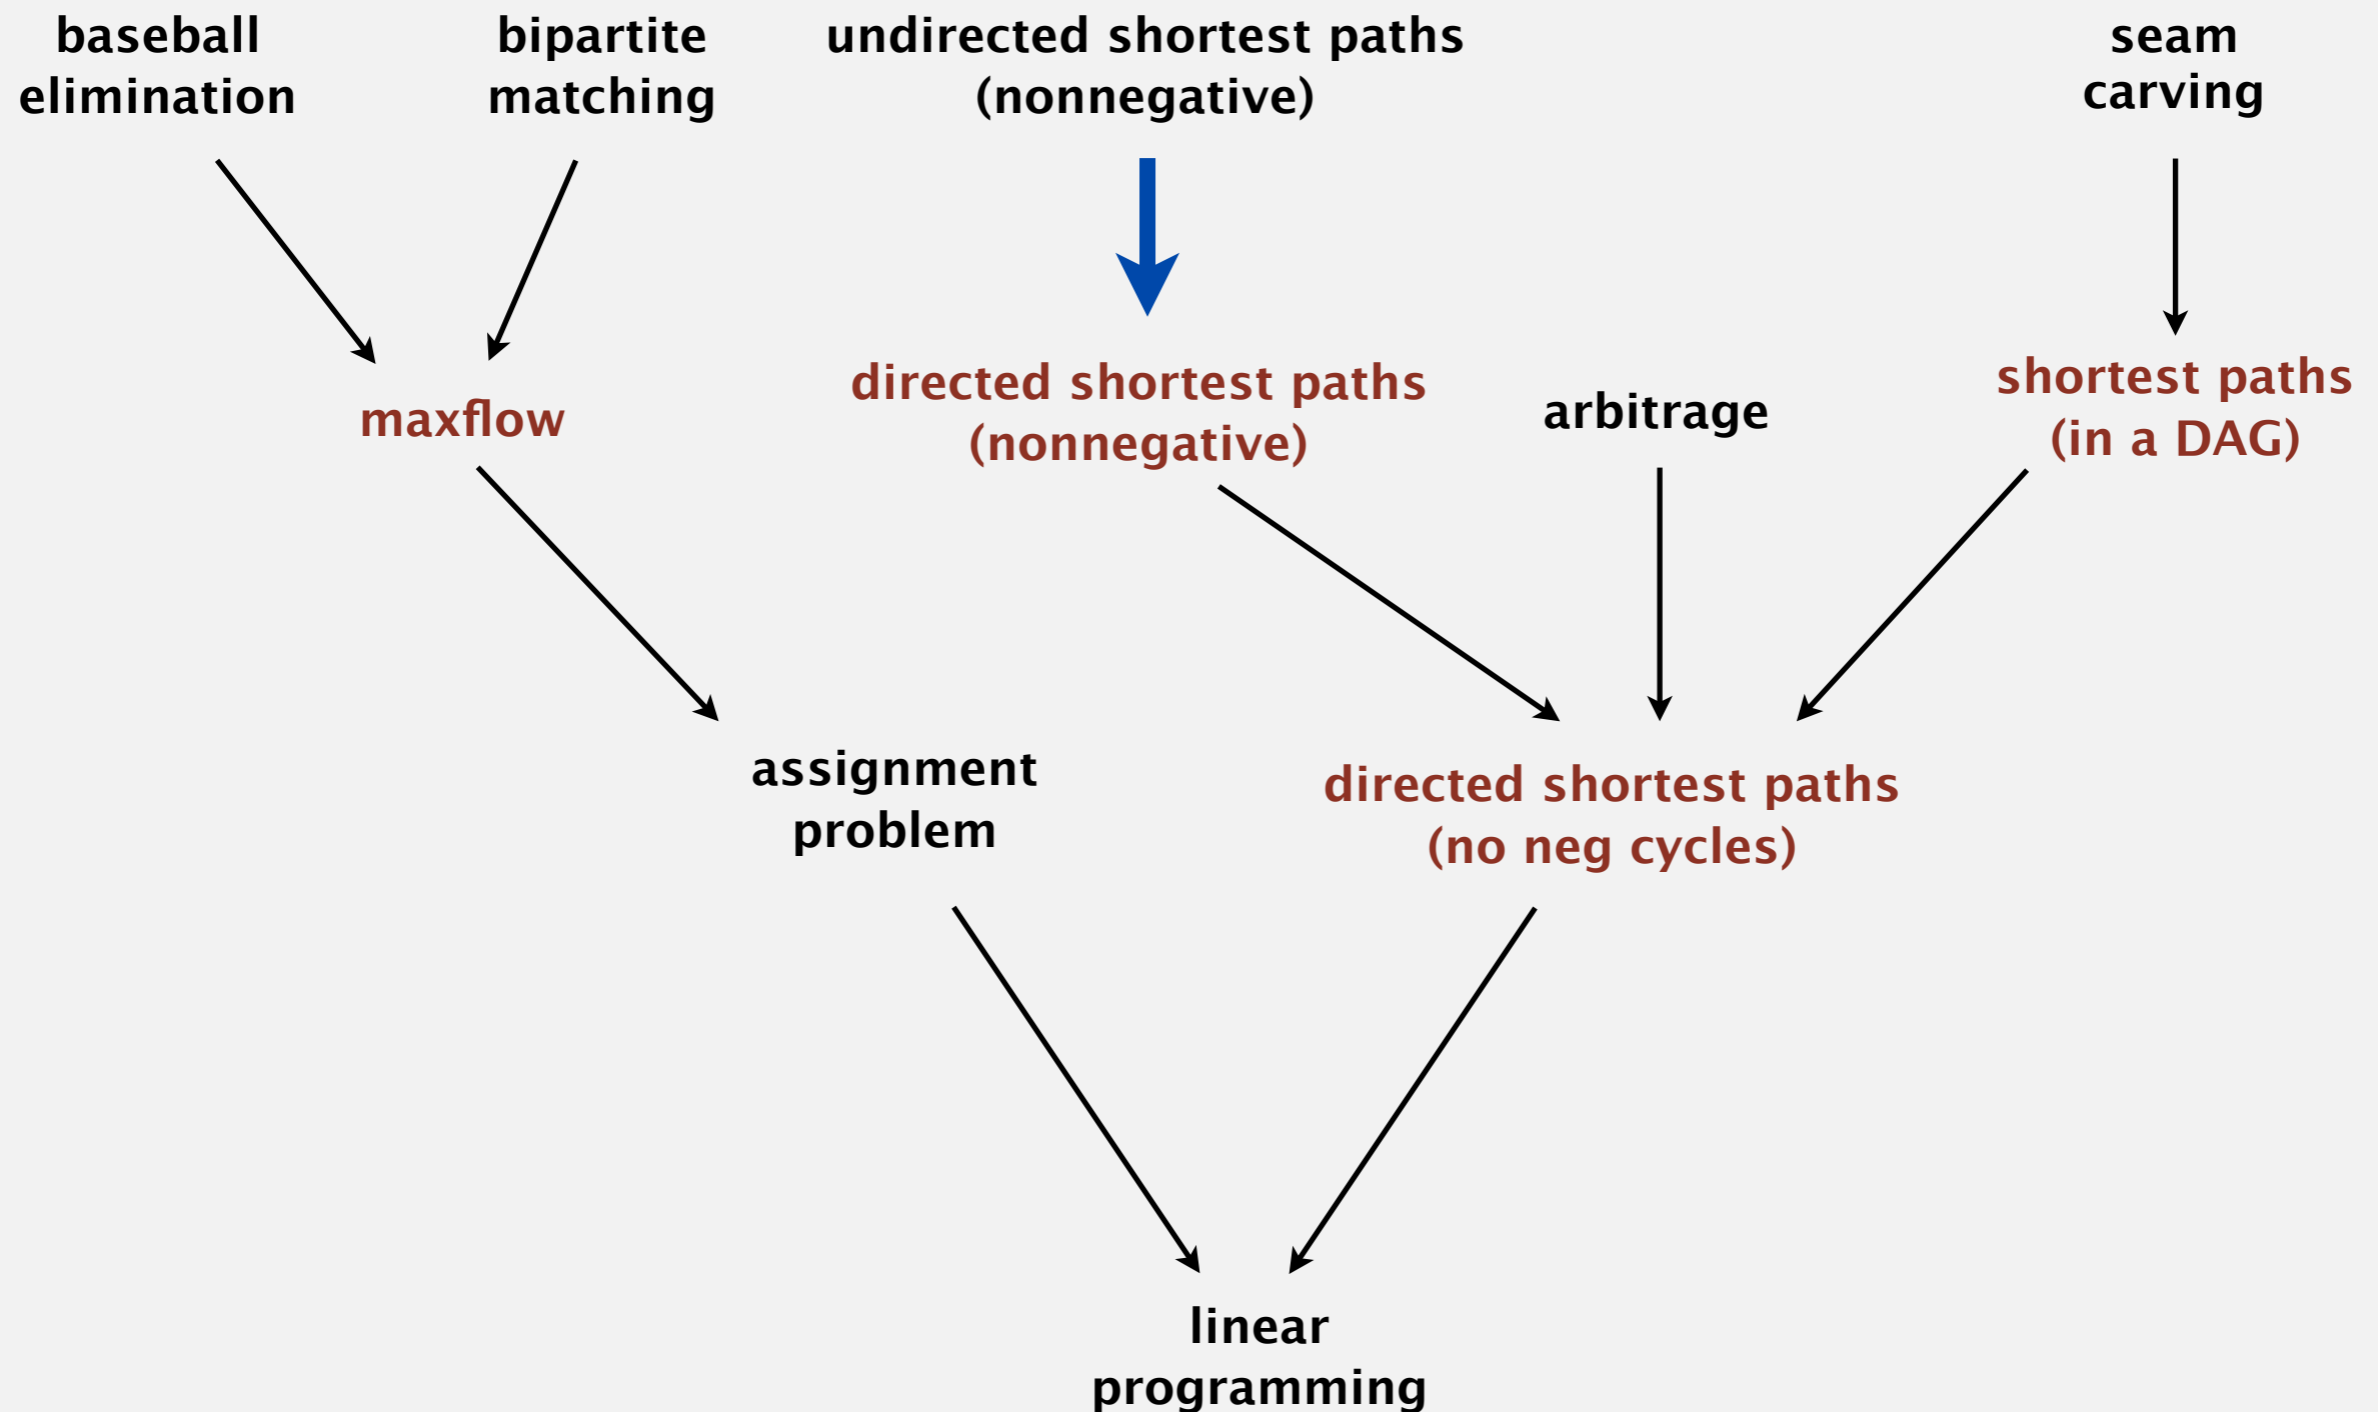 baseball
elimination
bipartite
matching
undirected shortest paths
(nonnegative)
seam
carving
maxflow
directed shortest paths
(nonnegative)
arbitrage
shortest paths
(in a DAG)
assignment
problem
directed shortest paths
(no neg cycles)
linear
programming